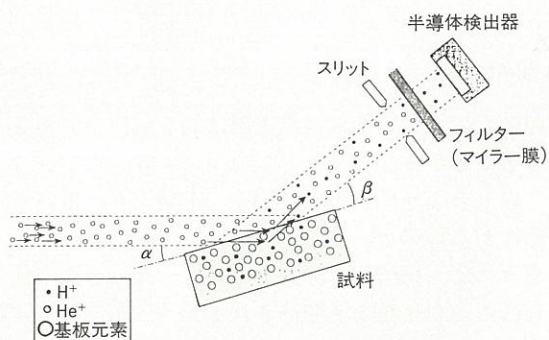 半導体検出器
スリット
フィルター
(マイラー膜)
β
α
試料
• H⁺
○ He⁺
○基板元素